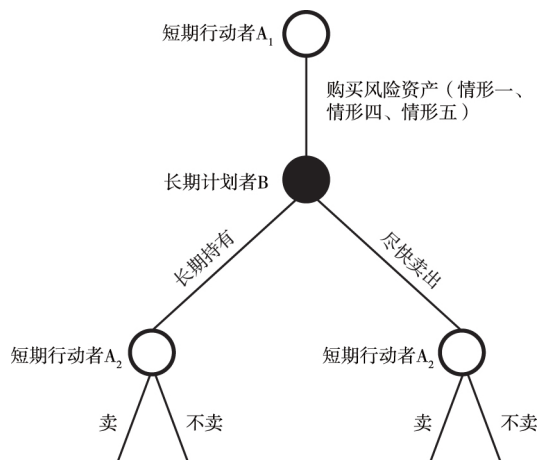 短期行动者A₁
购买风险资产（情形一、
情形四、情形五）
长期计划者B
长期持有
尽快卖出
短期行动者A₂
短期行动者A₂
卖
不卖
卖
不卖